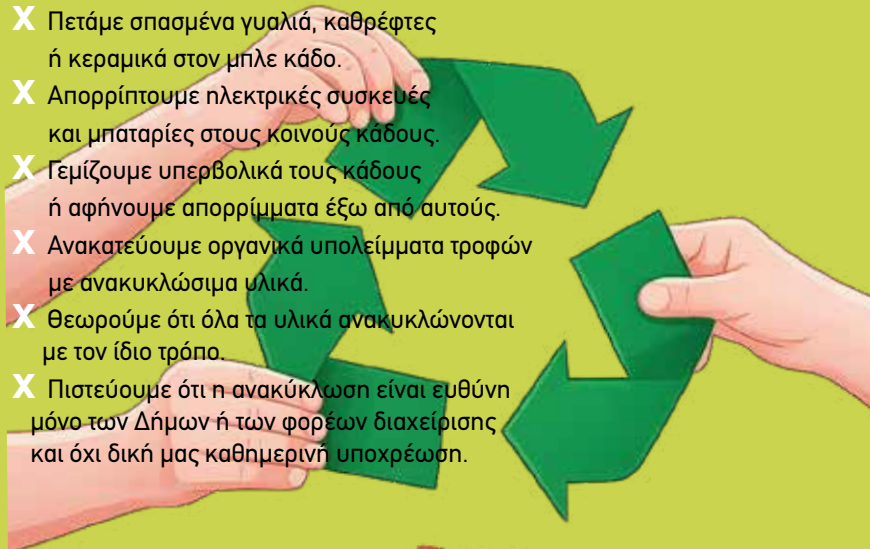 X Πετάμε σπασμένα γυαλιά, καθρέφτες
ή κεραμικά στον μπλε κάδο.
X Απορρίπτουμε ηλεκτρικές συσκευές
και μπαταρίες στους κοινούς κάδους.
X Γεμίζουμε υπερβολικά τους κάδους
ή αφήνουμε απορρίμματα έξω από αυτούς.
X Ανακατεύουμε οργανικά υπολείμματα τροφών
με ανακυκλώσιμα υλικά.
X Θεωρούμε ότι όλα τα υλικά ανακυκλώνονται
με τον ίδιο τρόπο.
X Πιστεύουμε ότι η ανακύκλωση είναι ευθύνη
μόνο των Δήμων ή των φορέων διαχείρισης
και όχι δική μας καθημερινή υποχρέωση.